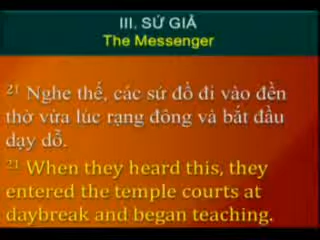 III. SỨ GIẢ
The Messenger
21 Nghe thế, các sứ đồ đi vào đền
thờ vừa lúc rạng đông và bắt đầu
dạy dỗ.
21 When they heard this, they
entered the temple courts at
daybreak and began teaching.